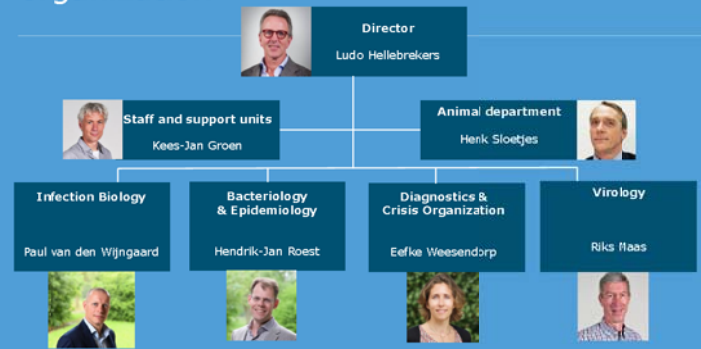 Director
Ludo Hellebrekers
Staff and support units
Kees-Jan Groen
Animal department
Henk Sloetjes
Infection Biology
Paul van den Wijngaard
Bacteriology
& Epidemiology
Hendrik-Jan Roest
Diagnostics &
Crisis Organization
Eefke Weesendorp
Virology
Riks Maas